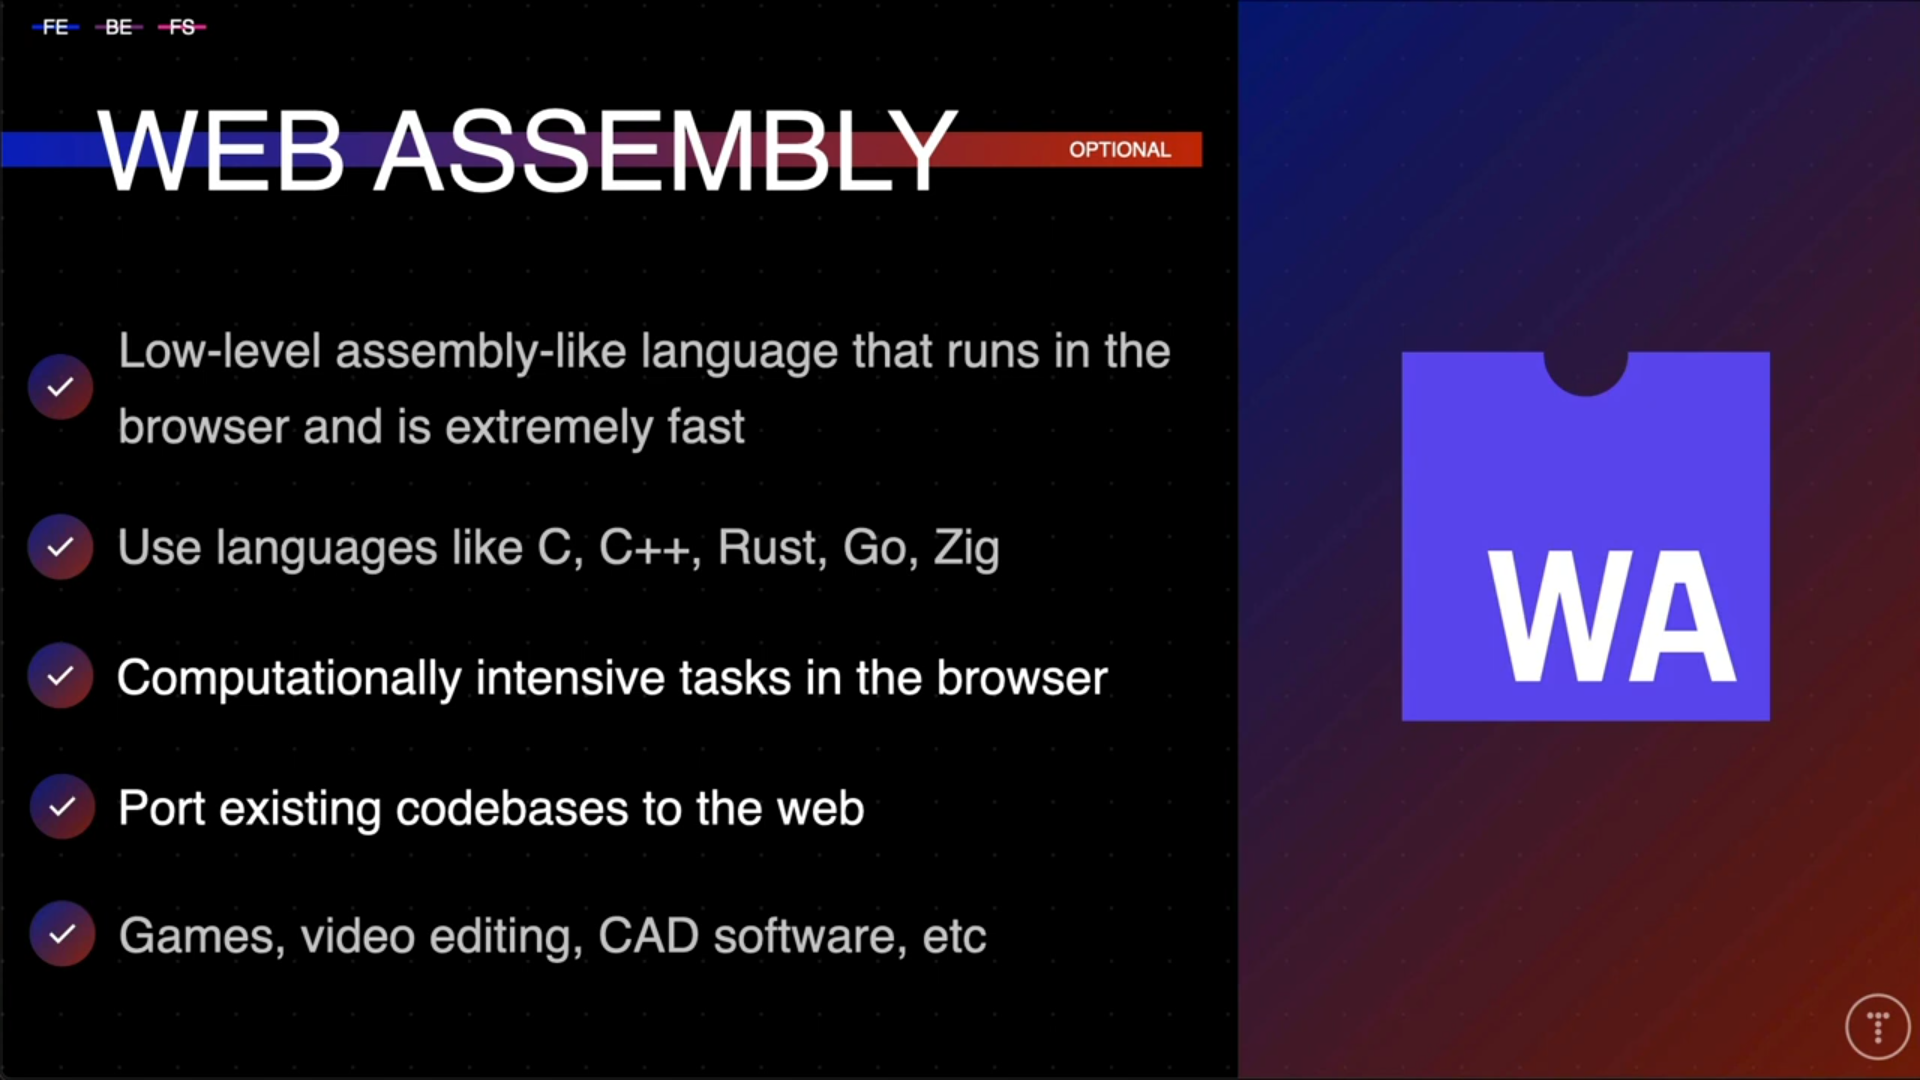 FE BE FS
WEB ASSEMBLY
OPTIONAL
Low-level assembly-like language that runs in the
browser and is extremely fast
Use languages like C, C++, Rust, Go, Zig
Computationally intensive tasks in the browser
Port existing codebases to the web
Games, video editing, CAD software, etc
WA
T